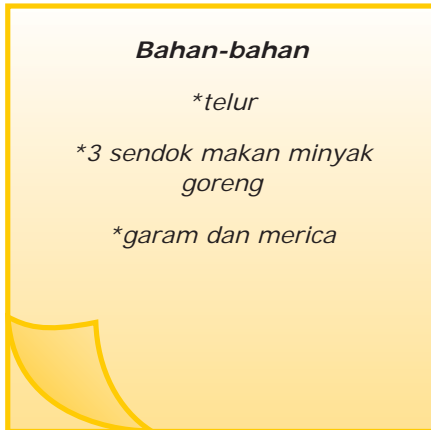 Bahan-bahan
*telur
*3 sendok makan minyak
goreng
*garam dan merica